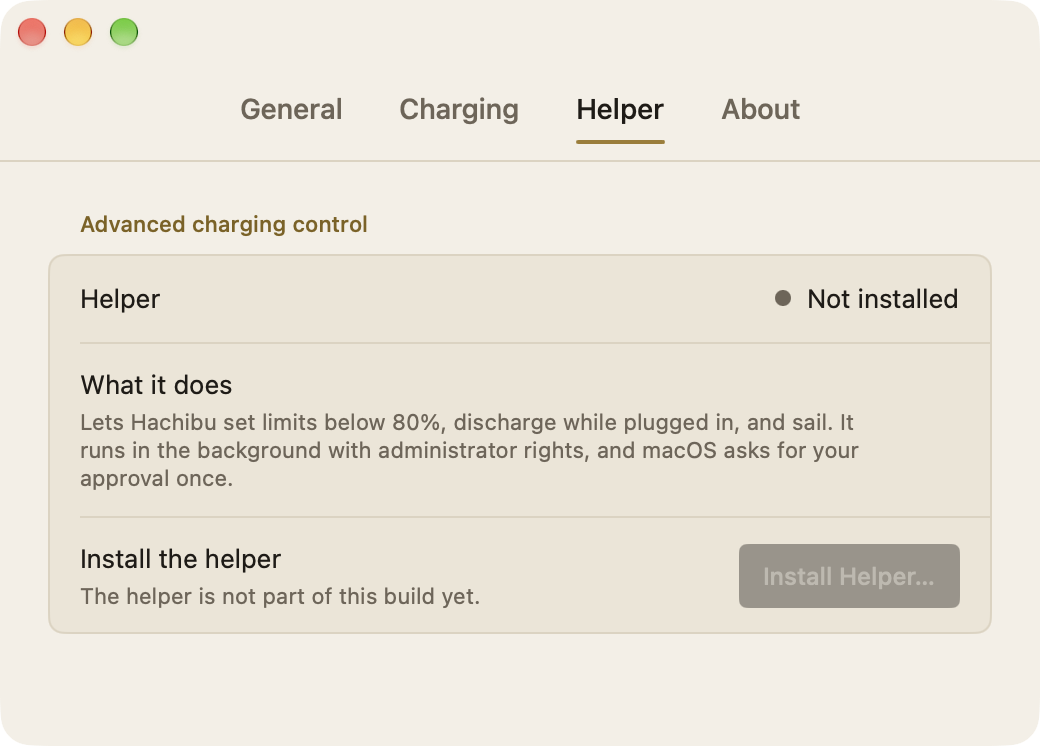 General Charging Helper About
Advanced charging control
Helper Not installed
What it does
Lets Hachibu set limits below 80%, discharge while plugged in, and sail. It
runs in the background with administrator rights, and macOS asks for your
approval once.
Install the helper
The helper is not part of this build yet.
Install Helper...